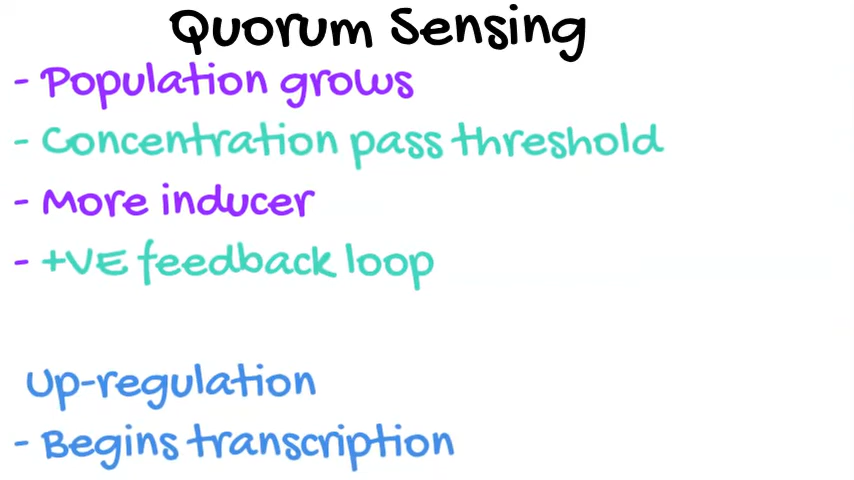 Quorum Sensing
- Population grows
- Concentration pass threshold
- More inducer
- +VE feedback loop
Up-regulation
- Begins transcription